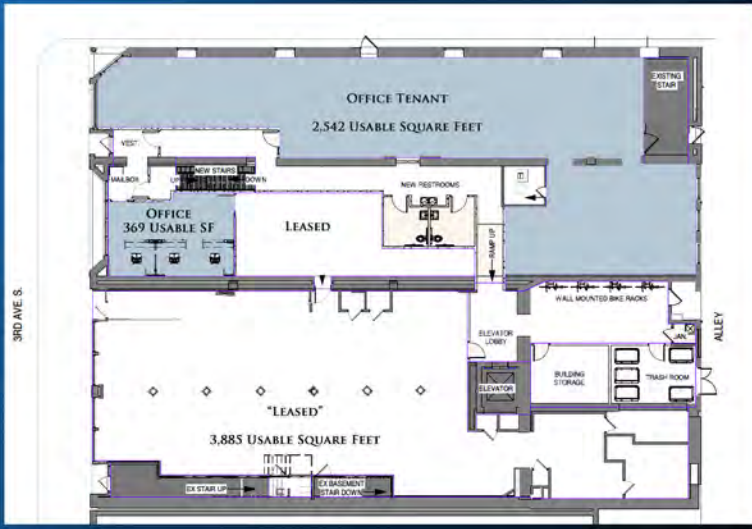 OFFICE TENANT
2,542 USABLE SQUARE FEET
EXISTING
STAIR
VEST.
MAILBOX
UP
NEW STAIRS
DOWN
NEW RESTROOMS
OFFICE
369 USABLE SF
LEASED
RAMP UP
3RD AVE. S.
ALLEY
WALL MOUNTED BIKE RACKS
JAN.
ELEVATOR
LOBBY
ELEVATOR
BUILDING
STORAGE
TRASH ROOM
"LEASED"
3,885 USABLE SQUARE FEET
EX STAIR UP
EX BASEMENT
STAIR DOWN